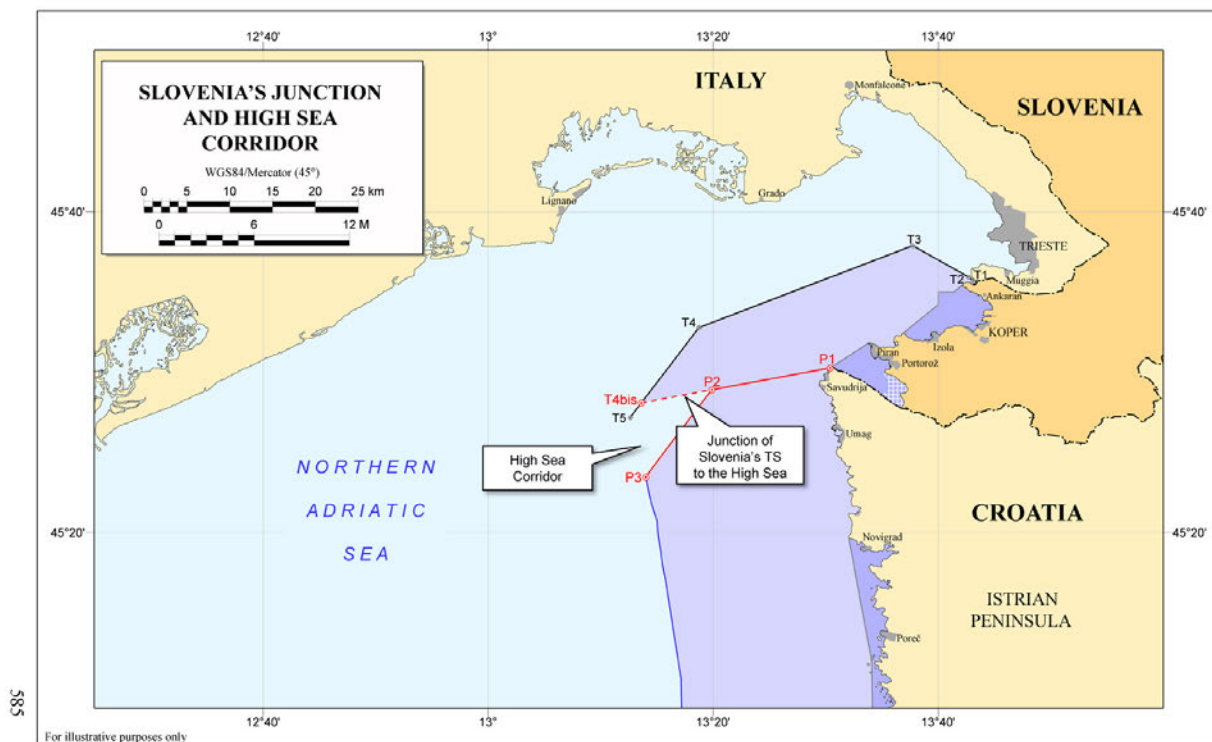 12°40'
13°
13°20'
13°40'
SLOVENIA'S JUNCTION
AND HIGH SEA
CORRIDOR
WGS84/Mercator (45°)
0 5 10 15 20 25 km
0 6 12 M
ITALY
Monfalcone
SLOVENIA
Lignano
Grado
45°40'
45°40'
TRIESTE
T3
T2
T1
Muggia
Ankaran
KOPER
T4
Izola
Piran
Portorož
P1
P2
Savudrija
T4bis
T5
Umag
High Sea
Corridor
Junction of
Slovenia's TS
to the High Sea
P3
NORTHERN
ADRIATIC
SEA
CROATIA
45°20'
45°20'
Novigrad
ISTRIAN
PENINSULA
Poreč
585
12°40'
13°
13°20'
13°40'
For illustrative purposes only